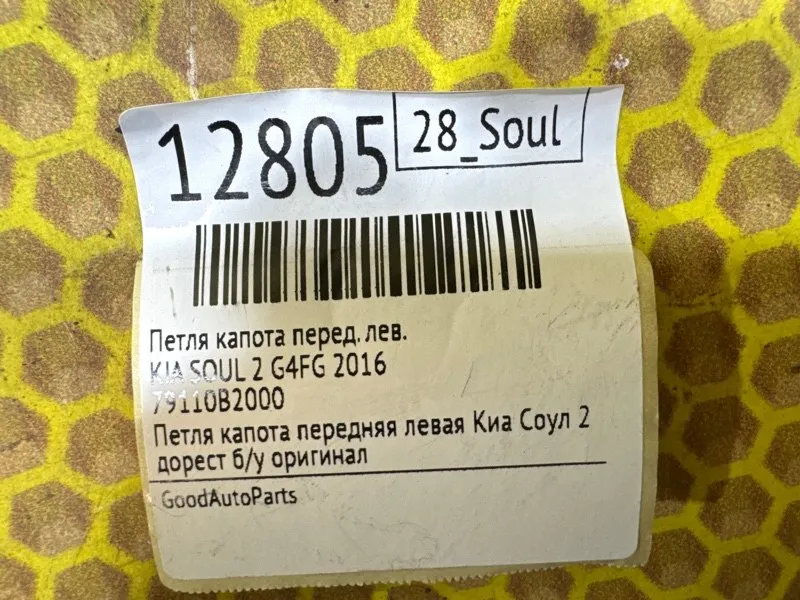 12805
28_Soul
Петля капота перед. лев.
KIA SOUL 2 G4FG 2016
79110B2000
Петля капота передняя левая Киа Соул 2
дорест б/у оригинал
GoodAutoParts